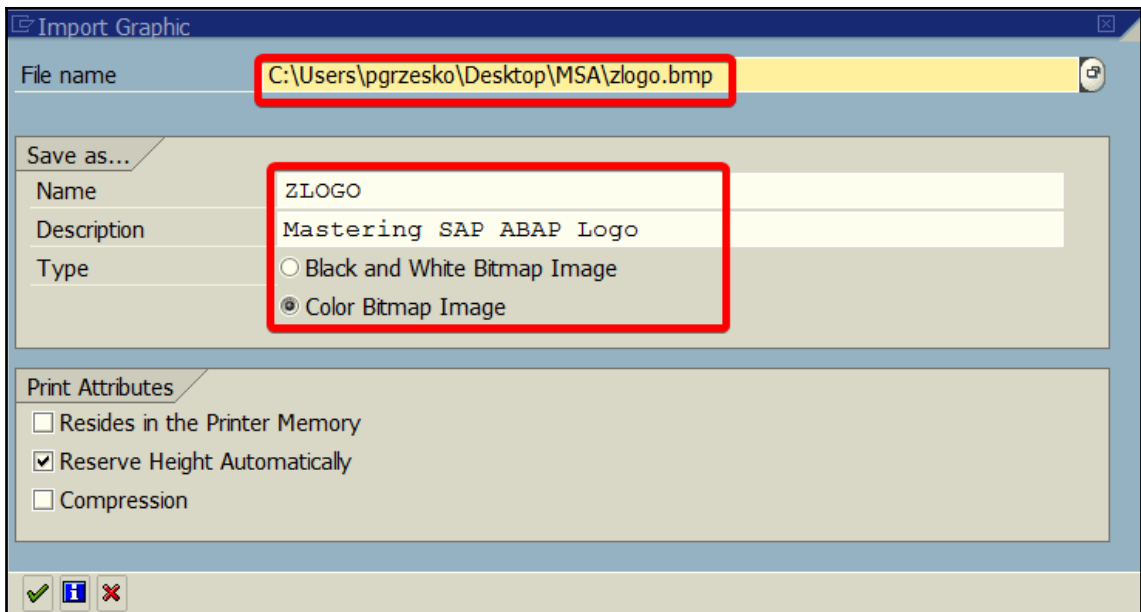 Import Graphic
File name C:\Users\pgrzesko\Desktop\MSA\zlogo.bmp
Save as...
Name ZLOGO
Description Mastering SAP ABAP Logo
Type Black and White Bitmap Image
Color Bitmap Image
Print Attributes
Resides in the Printer Memory
Reserve Height Automatically
Compression